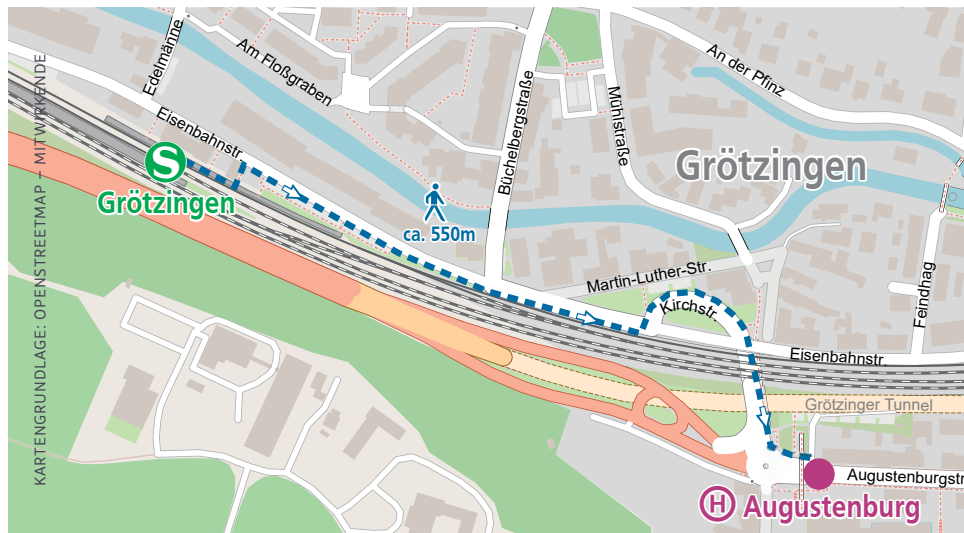 KARTENGRUNDLAGE: OPENSTREETMAP – MITWIRKENDE
Edelmänne
Am Floßgraben
Eisenbahnstr.
S
Grötzingen
ca. 550m
Büchelbergstraße
Mühlstraße
An der Pfinz
Grötzingen
Martin-Luther-Str.
Kirchstr.
Feindhag
Eisenbahnstr.
Grötzinger Tunnel
Augustenburgstr
H Augustenburg